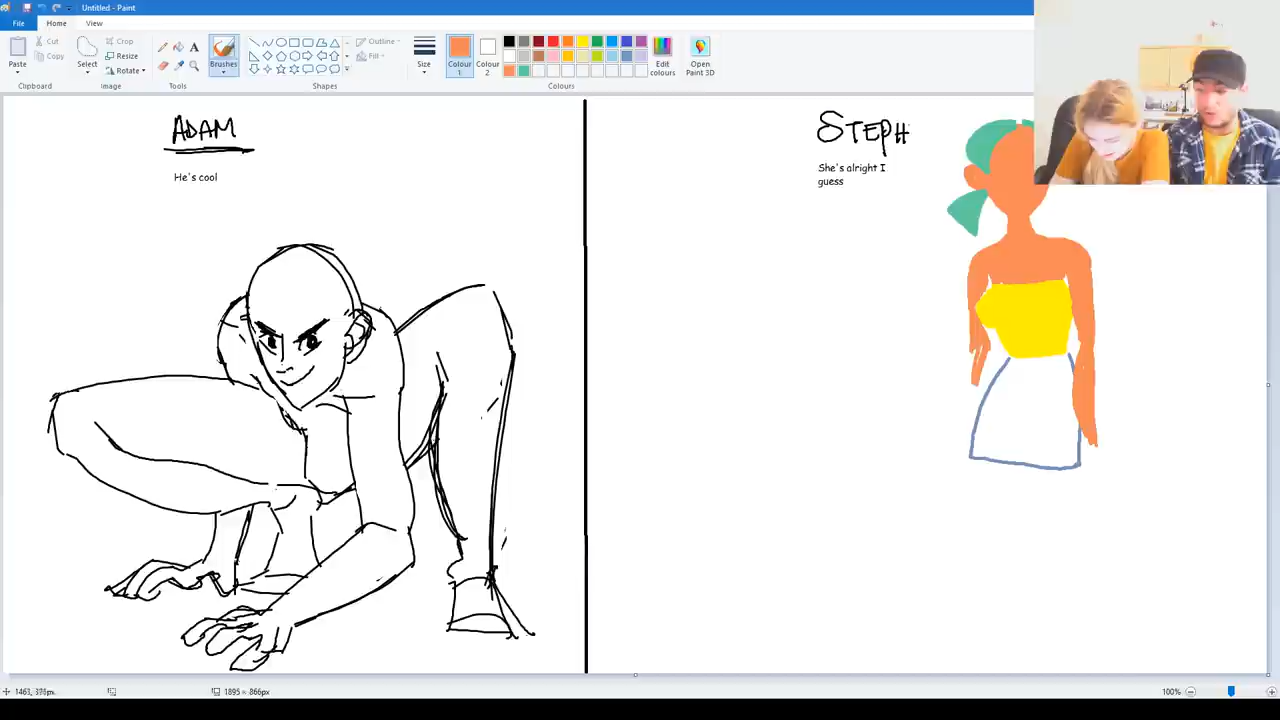 Untitled - Paint
File Home View
Paste
Cut
Copy
Clipboard
Select
Crop
Resize
Rotate
Image
Tools
Brushes
Shapes
Outline
Fill
Size
Colour 1
Colour 2
Colours
Edit colours
Open Paint 3D
ADAM
He's cool
STEPH
She's alright I
guess
1463, 378px
1895 × 866px
100%